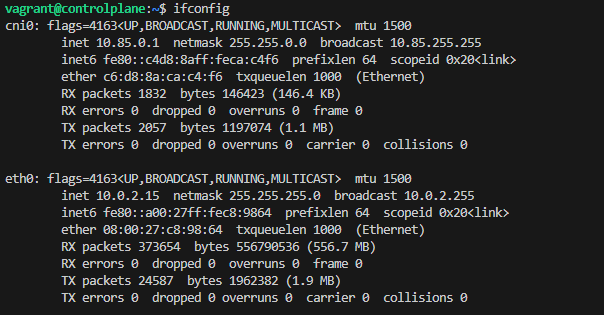 vagrant@controlplane:~$ ifconfig
cni0: flags=4163<UP,BROADCAST,RUNNING,MULTICAST>  mtu 1500
        inet 10.85.0.1  netmask 255.255.0.0  broadcast 10.85.255.255
        inet6 fe80::c4d8:8aff:feca:c4f6  prefixlen 64  scopeid 0x20<link>
        ether c6:d8:8a:ca:c4:f6  txqueuelen 1000  (Ethernet)
        RX packets 1832  bytes 146423 (146.4 KB)
        RX errors 0  dropped 0  overruns 0  frame 0
        TX packets 2057  bytes 1197074 (1.1 MB)
        TX errors 0  dropped 0 overruns 0  carrier 0  collisions 0

eth0: flags=4163<UP,BROADCAST,RUNNING,MULTICAST>  mtu 1500
        inet 10.0.2.15  netmask 255.255.255.0  broadcast 10.0.2.255
        inet6 fe80::a00:27ff:fec8:9864  prefixlen 64  scopeid 0x20<link>
        ether 08:00:27:c8:98:64  txqueuelen 1000  (Ethernet)
        RX packets 373654  bytes 556790536 (556.7 MB)
        RX errors 0  dropped 0  overruns 0  frame 0
        TX packets 24587  bytes 1962382 (1.9 MB)
        TX errors 0  dropped 0 overruns 0  carrier 0  collisions 0